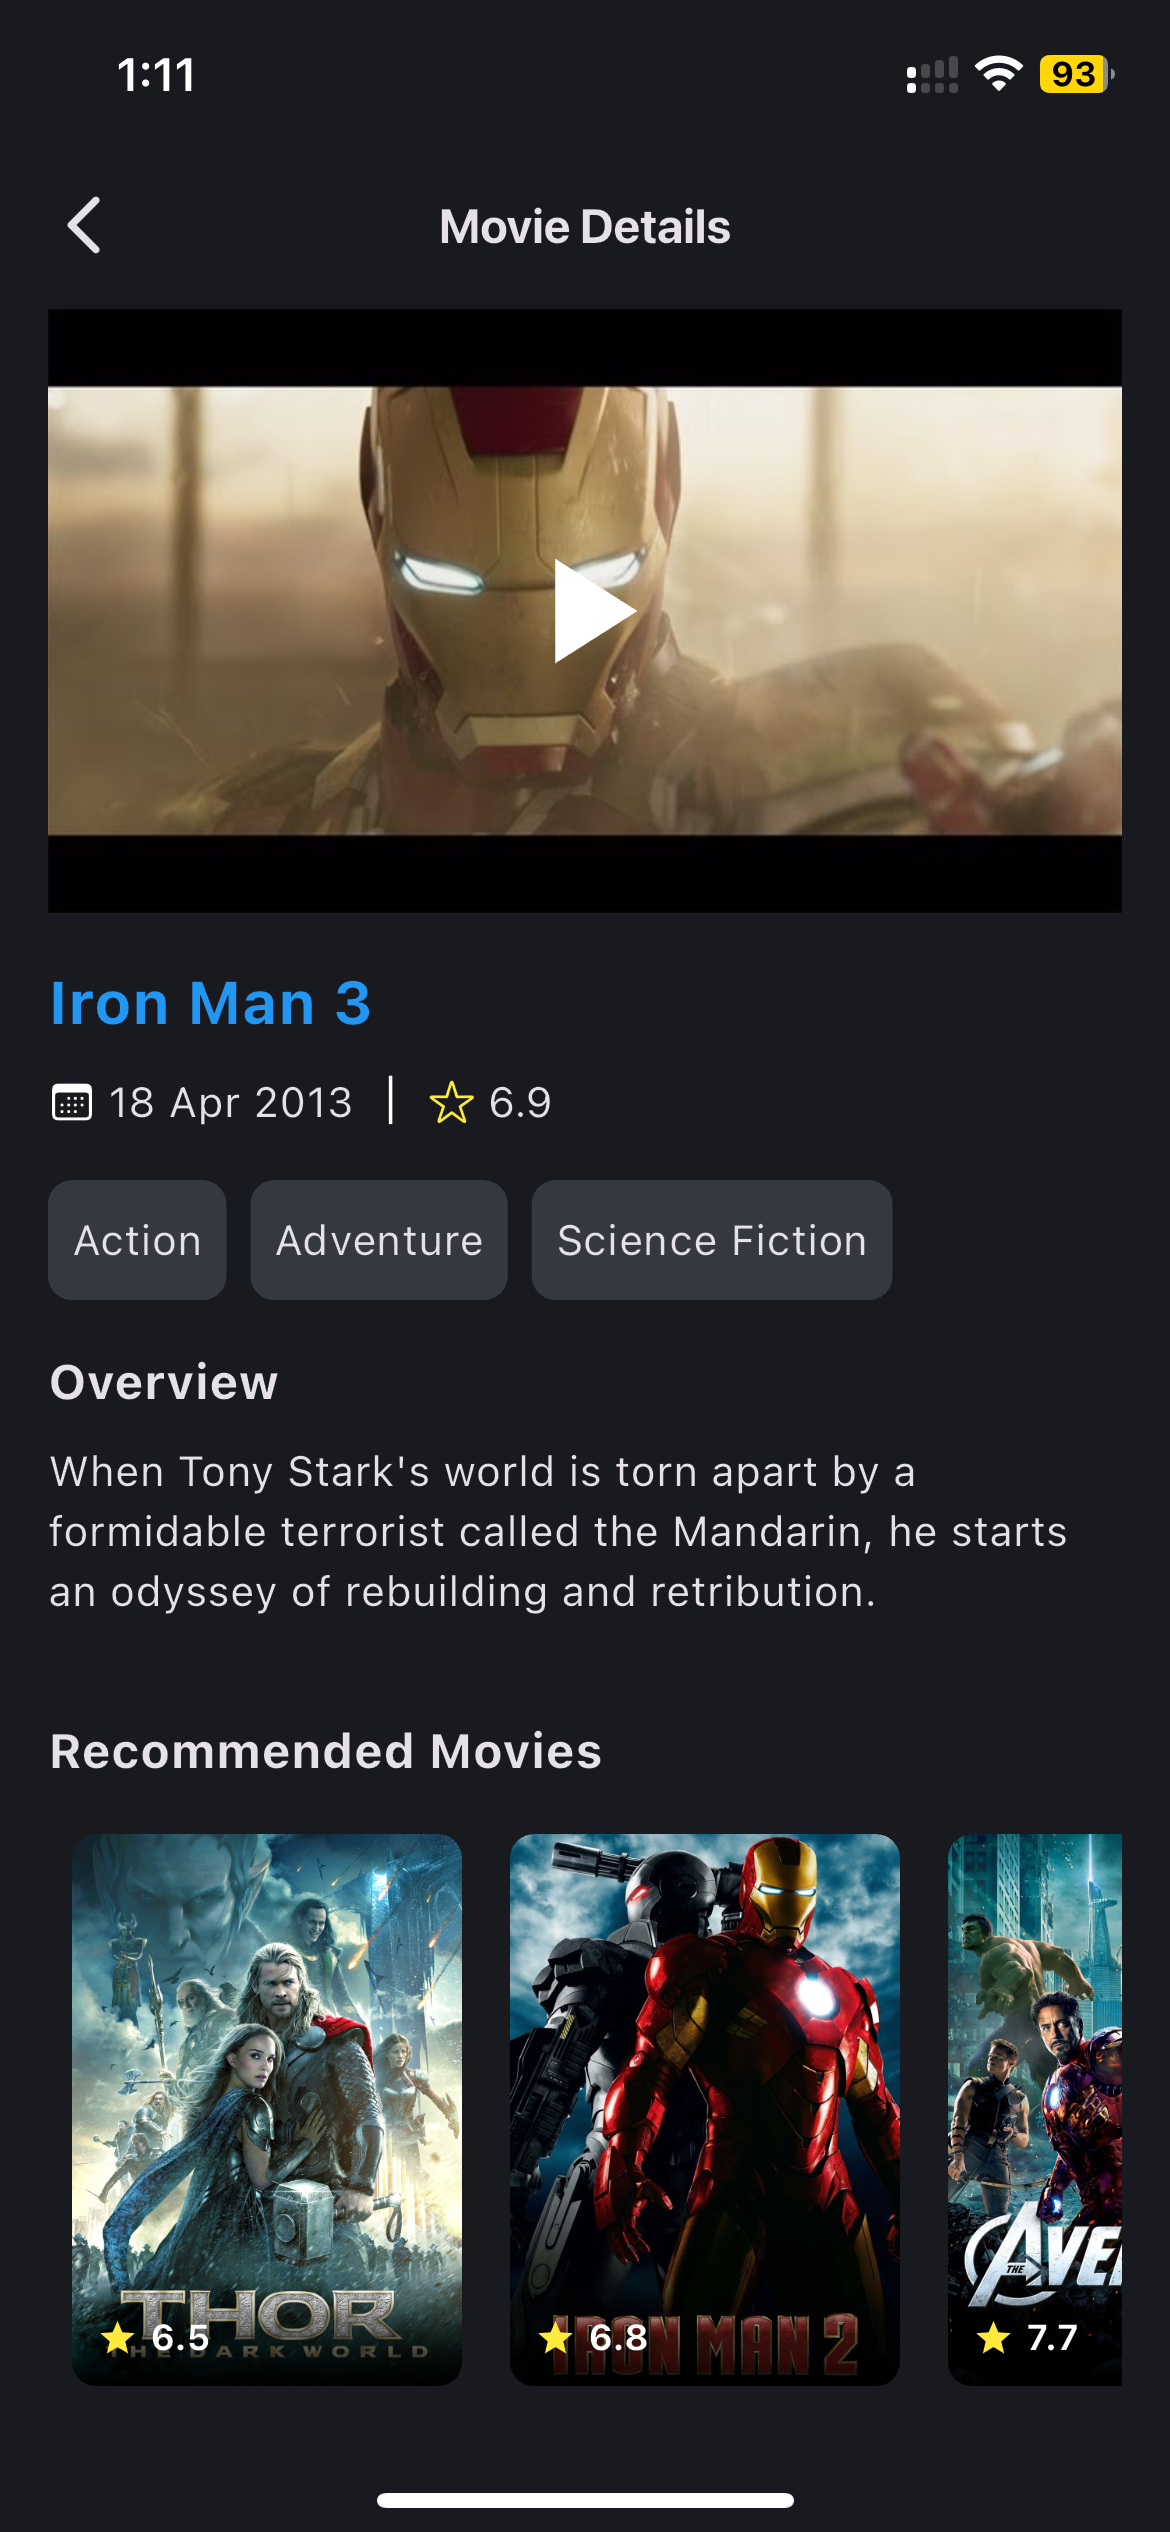 1:11
93
Movie Details
Iron Man 3
18 Apr 2013 | 6.9
Action
Adventure
Science Fiction
Overview
When Tony Stark's world is torn apart by a
formidable terrorist called the Mandarin, he starts
an odyssey of rebuilding and retribution.
Recommended Movies
THOR
THE DARK WORLD
6.5
IRON MAN 2
6.8
THE
AVE
7.7